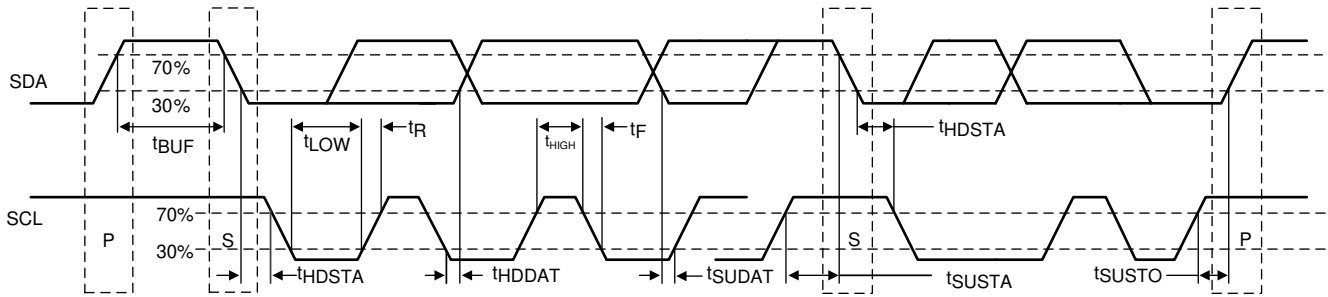 SDA
70%
30%
tBUF
tLOW
tR
tHIGH
tF
tHDSTA
SCL
70%
30%
P
S
S
P
tHDSTA
tHDDAT
tSUDAT
tSUSTA
tSUSTO